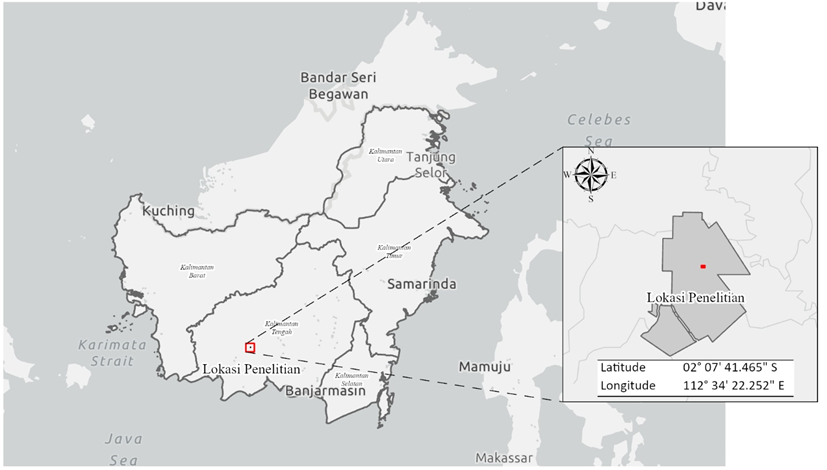 Dava
Bandar Seri
Begawan
Celebes
Sea
Kalimantan
Utara
Tanjung
Selor
N
W
E
S
Kuching
Kalimantan
Timur
Kalimantan
Barat
Samarinda
Lokasi Penelitian
Kalimantan
Tengah
Karimata
Strait
Lokasi Penelitian
Mamuju
Latitude 02° 07' 41.465" S
Longitude 112° 34' 22.252" E
Kalimantan
Selatan
Banjarmasin
Java
Sea
Makassar